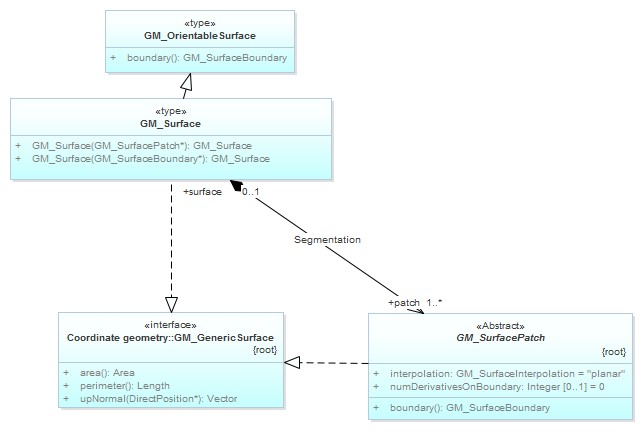 «type»
GM_OrientableSurface
+ boundary(): GM_SurfaceBoundary
«type»
GM_Surface
+ GM_Surface(GM_SurfacePatch*): GM_Surface
+ GM_Surface(GM_SurfaceBoundary*): GM_Surface
+surface 0..1
Segmentation
+patch 1..*
«interface»
Coordinate geometry::GM_GenericSurface
{root}
+ area(): Area
+ perimeter(): Length
+ upNormal(DirectPosition*): Vector
«Abstract»
GM_SurfacePatch
{root}
+ interpolation: GM_SurfaceInterpolation = "planar"
+ numDerivativesOnBoundary: Integer [0..1] = 0
+ boundary(): GM_SurfaceBoundary